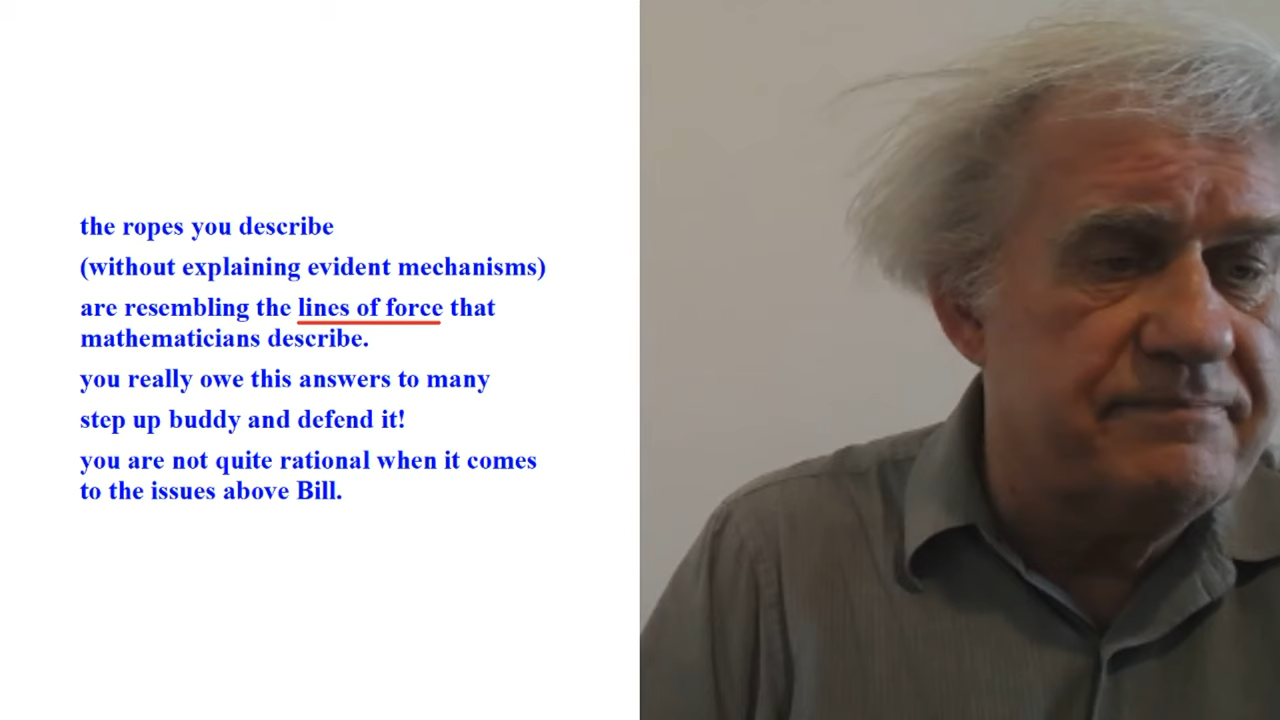 the ropes you describe
(without explaining evident mechanisms)
are resembling the lines of force that
mathematicians describe.
you really owe this answers to many
step up buddy and defend it!
you are not quite rational when it comes
to the issues above Bill.